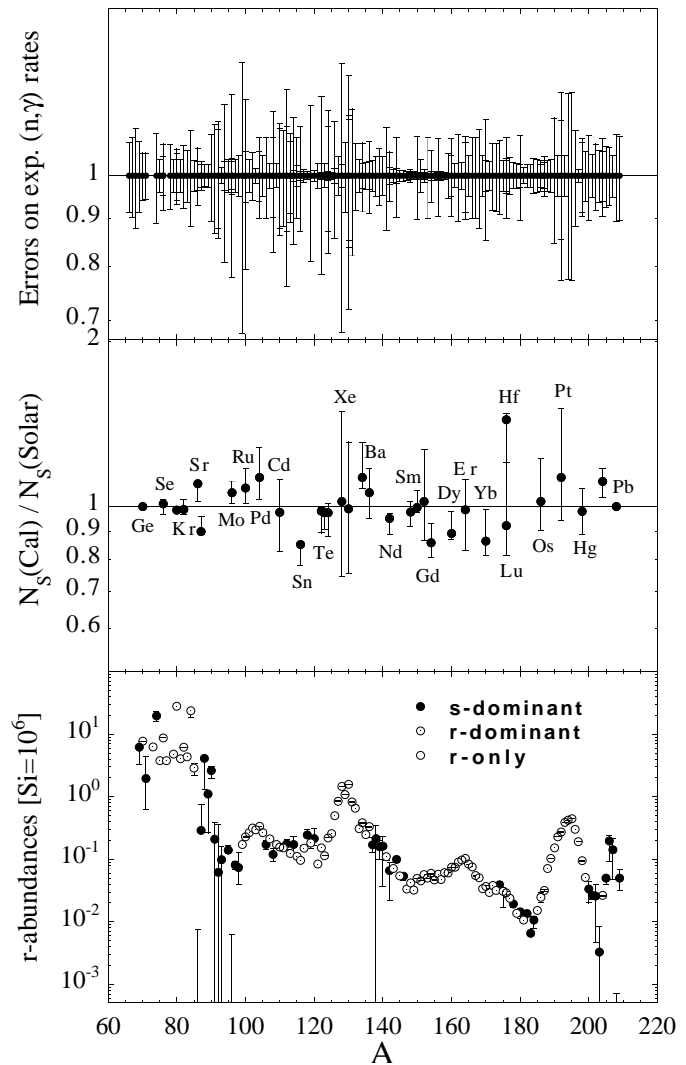 Errors on exp. (n,γ) rates
1
0.9
0.8
0.7
N_S(Cal) / N_S(Solar)
2
1
0.9
0.8
0.7
0.6
Xe
Hf
Pt
Ba
Ru
Cd
Sr
Se
Sm
Er
Dy
Yb
Pb
Ge
Kr
Mo
Pd
Te
Nd
Os
Hg
Sn
Gd
Lu
r-abundances [Si=10^6]
10^1
10^0
10^-1
10^-2
10^-3
s-dominant
r-dominant
r-only
60 80 100 120 140 160 180 200 220
A